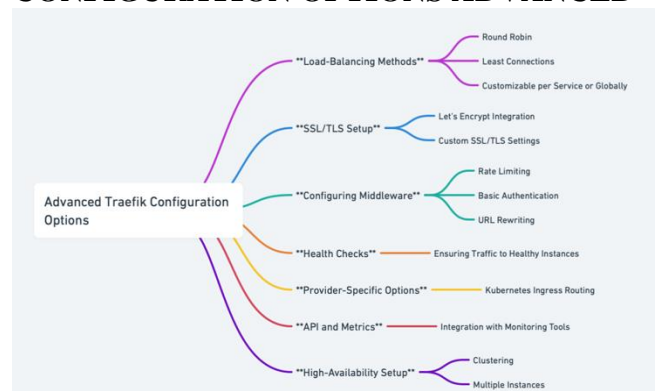 CONFIGURATION OPTIONS ADVANCED
Round Robin
**Load-Balancing Methods**
Least Connections
Customizable per Service or Globally
Let's Encrypt Integration
**SSL/TLS Setup**
Custom SSL/TLS Settings
Rate Limiting
**Configuring Middleware**
Basic Authentication
URL Rewriting
Advanced Traefik Configuration
Options
**Health Checks**
Ensuring Traffic to Healthy Instances
**Provider-Specific Options**
Kubernetes Ingress Routing
**API and Metrics**
Integration with Monitoring Tools
Clustering
**High-Availability Setup**
Multiple Instances